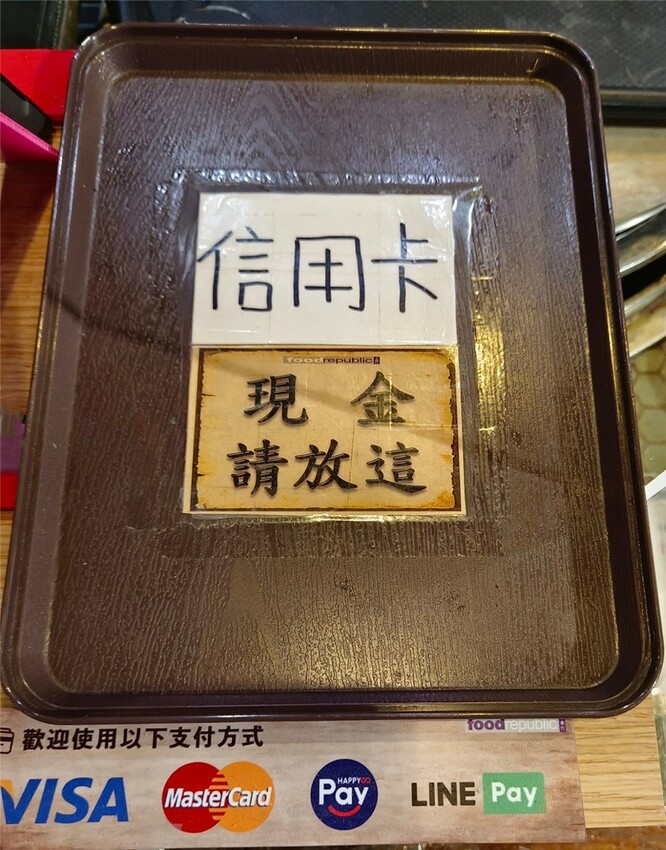 信用卡
foodrepublic
現金
請放這
foodrepublic
歡迎使用以下支付方式
VISA
MasterCard
HAPPY GO
Pay
LINE Pay